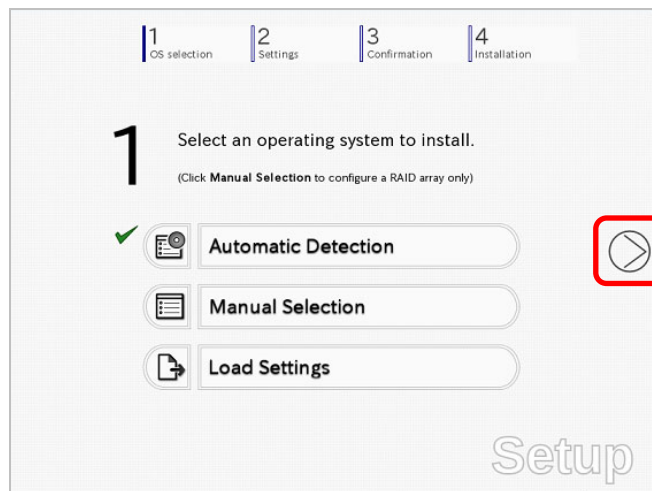 1 2 3 4
OS selection Settings Confirmation Installation
1 Select an operating system to install.
(Click Manual Selection to configure a RAID array only)
Automatic Detection
Manual Selection
Load Settings
Setup